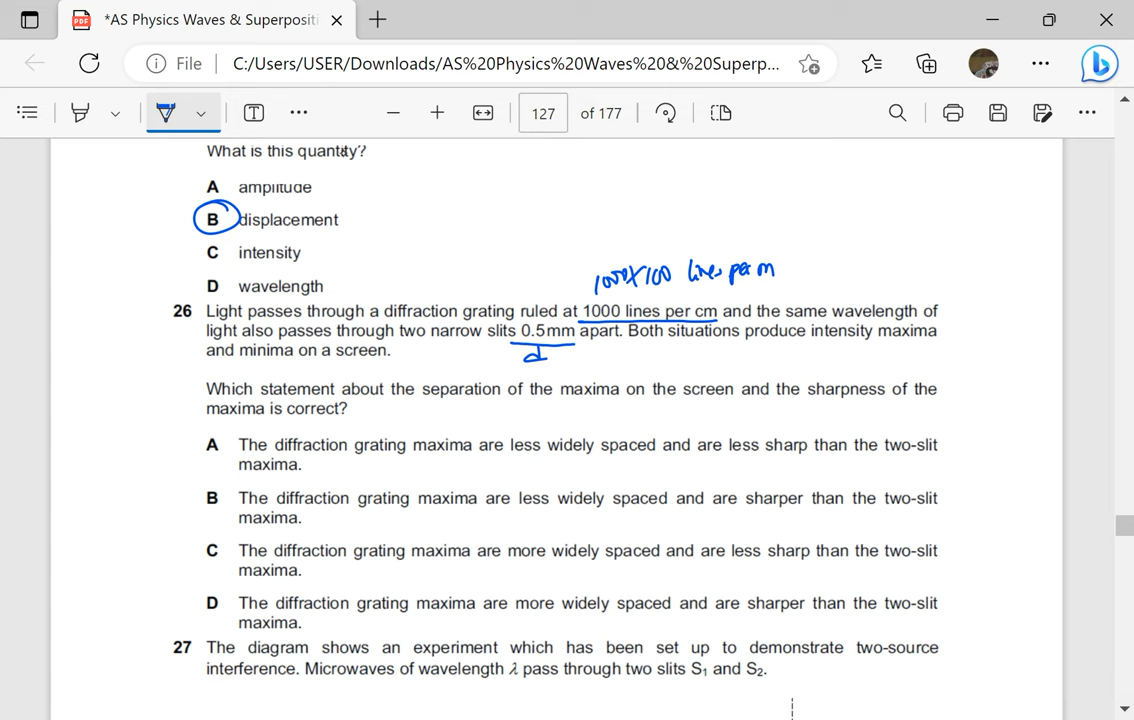 *AS Physics Waves & Superpositi
File
C:/Users/USER/Downloads/AS%20Physics%20Waves%20&%20Superp...
127 of 177
What is this quantity?
A amplitude
B displacement
C intensity
D wavelength
1000×100 lines per m
26 Light passes through a diffraction grating ruled at 1000 lines per cm and the same wavelength of
light also passes through two narrow slits 0.5mm apart. Both situations produce intensity maxima
and minima on a screen.
d
Which statement about the separation of the maxima on the screen and the sharpness of the
maxima is correct?
A The diffraction grating maxima are less widely spaced and are less sharp than the two-slit
maxima.
B The diffraction grating maxima are less widely spaced and are sharper than the two-slit
maxima.
C The diffraction grating maxima are more widely spaced and are less sharp than the two-slit
maxima.
D The diffraction grating maxima are more widely spaced and are sharper than the two-slit
maxima.
27 The diagram shows an experiment which has been set up to demonstrate two-source
interference. Microwaves of wavelength λ pass through two slits S₁ and S₂.